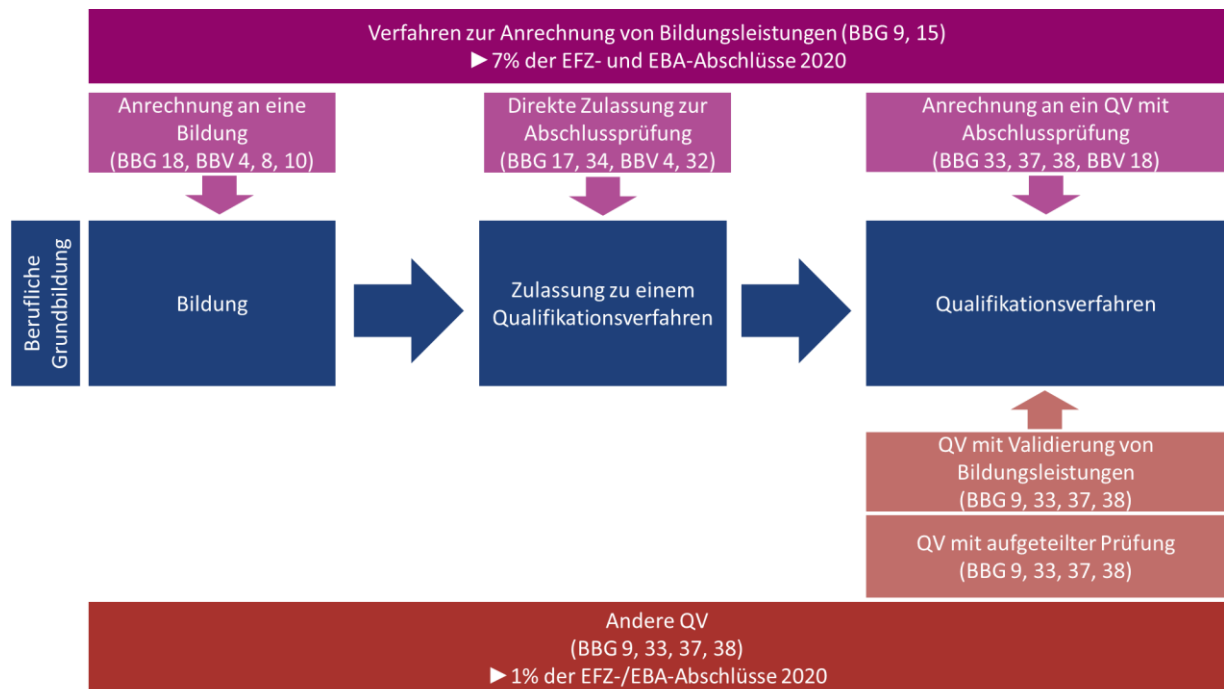 Verfahren zur Anrechnung von Bildungsleistungen (BBG 9, 15)
► 7% der EFZ- und EBA-Abschlüsse 2020
Anrechnung an eine
Bildung
(BBG 18, BBV 4, 8, 10)
Direkte Zulassung zur
Abschlussprüfung
(BBG 17, 34, BBV 4, 32)
Anrechnung an ein QV mit
Abschlussprüfung
(BBG 33, 37, 38, BBV 18)
Berufliche
Grundbildung
Bildung
Zulassung zu einem
Qualifikationsverfahren
Qualifikationsverfahren
QV mit Validierung von
Bildungsleistungen
(BBG 9, 33, 37, 38)
QV mit aufgeteilter Prüfung
(BBG 9, 33, 37, 38)
Andere QV
(BBG 9, 33, 37, 38)
► 1% der EFZ-/EBA-Abschlüsse 2020